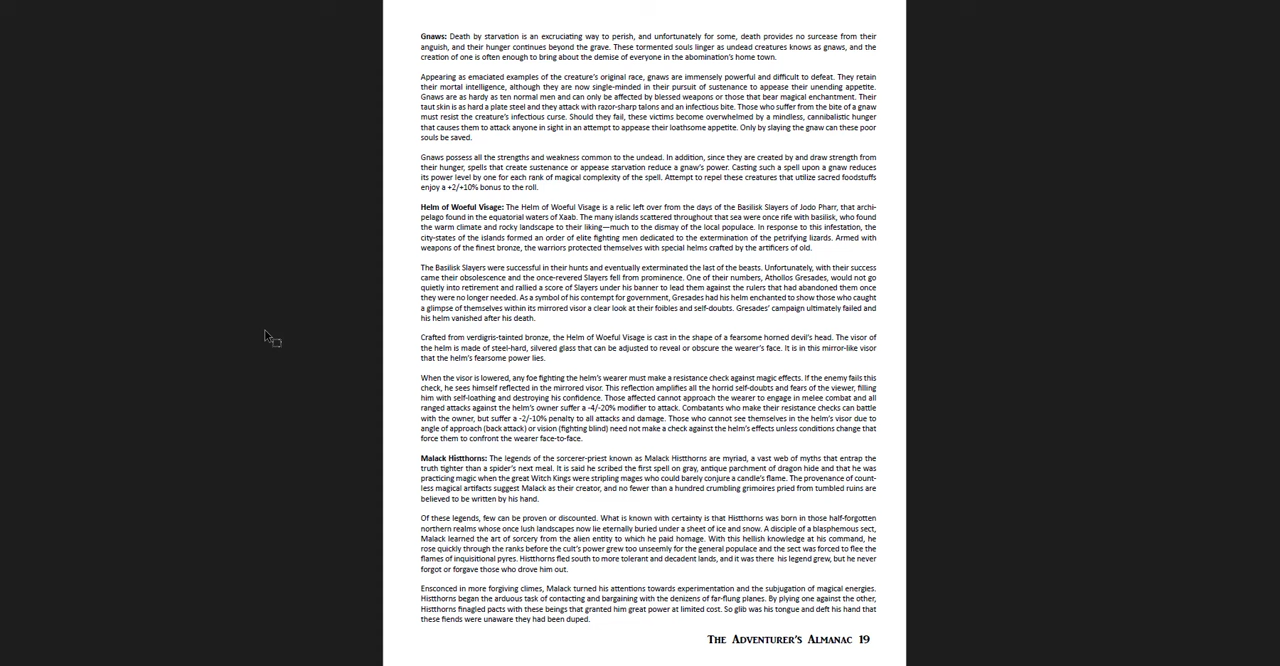 Gnaws: Death by starvation is an excruciating way to perish, and unfortunately for some, death provides no surcease from their
anguish, and their hunger continues beyond the grave. These tormented souls linger as undead creatures knows as gnaws, and the
creation of one is often enough to bring about the demise of everyone in the abomination's home town.
Appearing as emaciated examples of the creature's original race, gnaws are immensely powerful and difficult to defeat. They retain
their mortal intelligence, although they are now single-minded in their pursuit of sustenance to appease their unending appetite.
Gnaws are as hardy as ten normal men and can only be affected by blessed weapons or those that bear magical enchantment. Their
taut skin is as hard a plate steel and they attack with razor-sharp talons and an infectious bite. Those who suffer from the bite of a gnaw
must resist the creature's infectious curse. Should they fail, these victims become overwhelmed by a mindless, cannibalistic hunger
that causes them to attack anyone in sight in an attempt to appease their loathsome appetite. Only by slaying the gnaw can these poor
souls be saved.
Gnaws possess all the strengths and weakness common to the undead. In addition, since they are created by and draw strength from
their hunger, spells that create sustenance or appease starvation reduce a gnaw's power. Casting such a spell upon a gnaw reduces
its power level by one for each rank of magical complexity of the spell. Attempt to repel these creatures that utilize sacred foodstuffs
enjoy a +2/+10% bonus to the roll.
Helm of Woeful Visage: The Helm of Woeful Visage is a relic left over from the days of the Basilisk Slayers of Jodo Pharr, that archi-
pelago found in the equatorial waters of Xaab. The many islands scattered throughout that sea were once rife with basilisk, who found
the warm climate and rocky landscape to their liking—much to the dismay of the local populace. In response to this infestation, the
city-states of the islands formed an order of elite fighting men dedicated to the extermination of the petrifying lizards. Armed with
weapons of the finest bronze, the warriors protected themselves with special helms crafted by the artificers of old.
The Basilisk Slayers were successful in their hunts and eventually exterminated the last of the beasts. Unfortunately, with their success
came their obsolescence and the once-revered Slayers fell from prominence. One of their numbers, Athollos Gresades, would not go
quietly into retirement and rallied a score of Slayers under his banner to lead them against the rulers that had abandoned them once
they were no longer needed. As a symbol of his contempt for government, Gresades had his helm enchanted to show those who caught
a glimpse of themselves within its mirrored visor a clear look at their foibles and self-doubts. Gresades' campaign ultimately failed and
his helm vanished after his death.
Crafted from verdigris-tainted bronze, the Helm of Woeful Visage is cast in the shape of a fearsome horned devil's head. The visor of
the helm is made of steel-hard, silvered glass that can be adjusted to reveal or obscure the wearer's face. It is in this mirror-like visor
that the helm's fearsome power lies.
When the visor is lowered, any foe fighting the helm's wearer must make a resistance check against magic effects. If the enemy fails this
check, he sees himself reflected in the mirrored visor. This reflection amplifies all the horrid self-doubts and fears of the viewer, filling
him with self-loathing and destroying his confidence. Those affected cannot approach the wearer to engage in melee combat and all
ranged attacks against the helm's owner suffer a -4/-20% modifier to attack. Combatants who make their resistance checks can battle
with the owner, but suffer a -2/-10% penalty to all attacks and damage. Those who cannot see themselves in the helm's visor due to
angle of approach (back attack) or vision (fighting blind) need not make a check against the helm's effects unless conditions change that
force them to confront the wearer face-to-face.
Malack Histthorns: The legends of the sorcerer-priest known as Malack Histthorns are myriad, a vast web of myths that entrap the
truth tighter than a spider's next meal. It is said he scribed the first spell on gray, antique parchment of dragon hide and that he was
practicing magic when the great Witch Kings were stripling mages who could barely conjure a candle's flame. The provenance of count-
less magical artifacts suggest Malack as their creator, and no fewer than a hundred crumbling grimoires pried from tumbled ruins are
believed to be written by his hand.
Of these legends, few can be proven or discounted. What is known with certainty is that Histthorns was born in those half-forgotten
northern realms whose once lush landscapes now lie eternally buried under a sheet of ice and snow. A disciple of a blasphemous sect,
Malack learned the art of sorcery from the alien entity to which he paid homage. With this hellish knowledge at his command, he
rose quickly through the ranks before the cult's power grew too unseemly for the general populace and the sect was forced to flee the
flames of inquisitional pyres. Histthorns fled south to more tolerant and decadent lands, and it was there his legend grew, but he never
forgot or forgave those who drove him out.
Ensconced in more forgiving climes, Malack turned his attentions towards experimentation and the subjugation of magical energies.
Histthorns began the arduous task of contacting and bargaining with the denizens of far-flung planes. By plying one against the other,
Histthorns finagled pacts with these beings that granted him great power at limited cost. So glib was his tongue and deft his hand that
these fiends were unaware they had been duped.
The Adventurer's Almanac 19